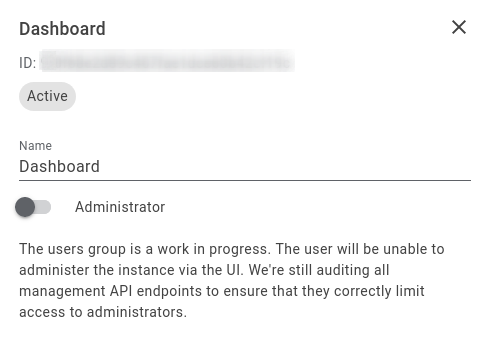 Dashboard
ID:
Active
Name
Dashboard
Administrator
The users group is a work in progress. The user will be unable to
administer the instance via the UI. We're still auditing all
management API endpoints to ensure that they correctly limit
access to administrators.